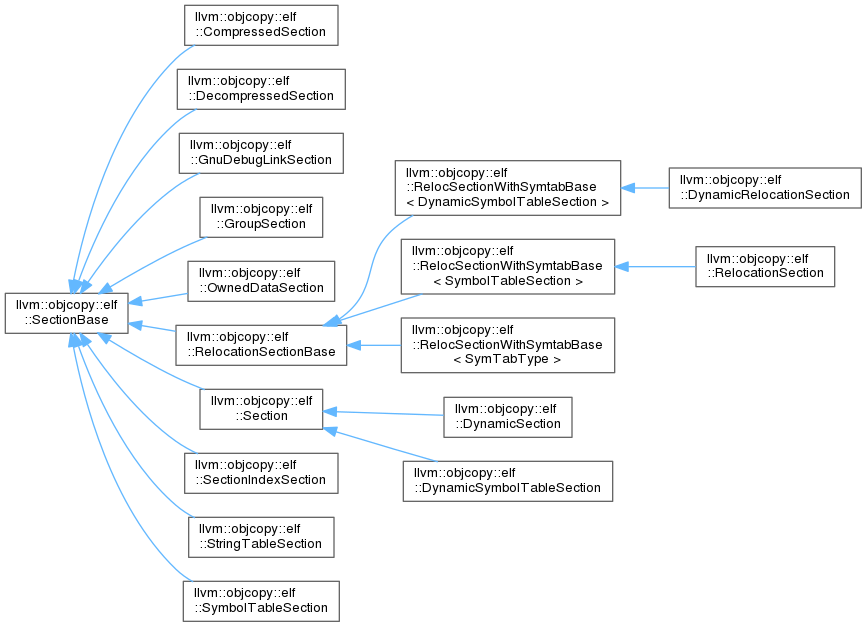 llvm::objcopy::elf
::CompressedSection
llvm::objcopy::elf
::DecompressedSection
llvm::objcopy::elf
::GnuDebugLinkSection
llvm::objcopy::elf
::GroupSection
llvm::objcopy::elf
::OwnedDataSection
llvm::objcopy::elf
::SectionBase
llvm::objcopy::elf
::RelocationSectionBase
llvm::objcopy::elf
::Section
llvm::objcopy::elf
::SectionIndexSection
llvm::objcopy::elf
::StringTableSection
llvm::objcopy::elf
::SymbolTableSection
llvm::objcopy::elf
::RelocSectionWithSymtabBase
< DynamicSymbolTableSection >
llvm::objcopy::elf
::RelocSectionWithSymtabBase
< SymbolTableSection >
llvm::objcopy::elf
::RelocSectionWithSymtabBase
< SymTabType >
llvm::objcopy::elf
::DynamicSection
llvm::objcopy::elf
::DynamicSymbolTableSection
llvm::objcopy::elf
::DynamicRelocationSection
llvm::objcopy::elf
::RelocationSection